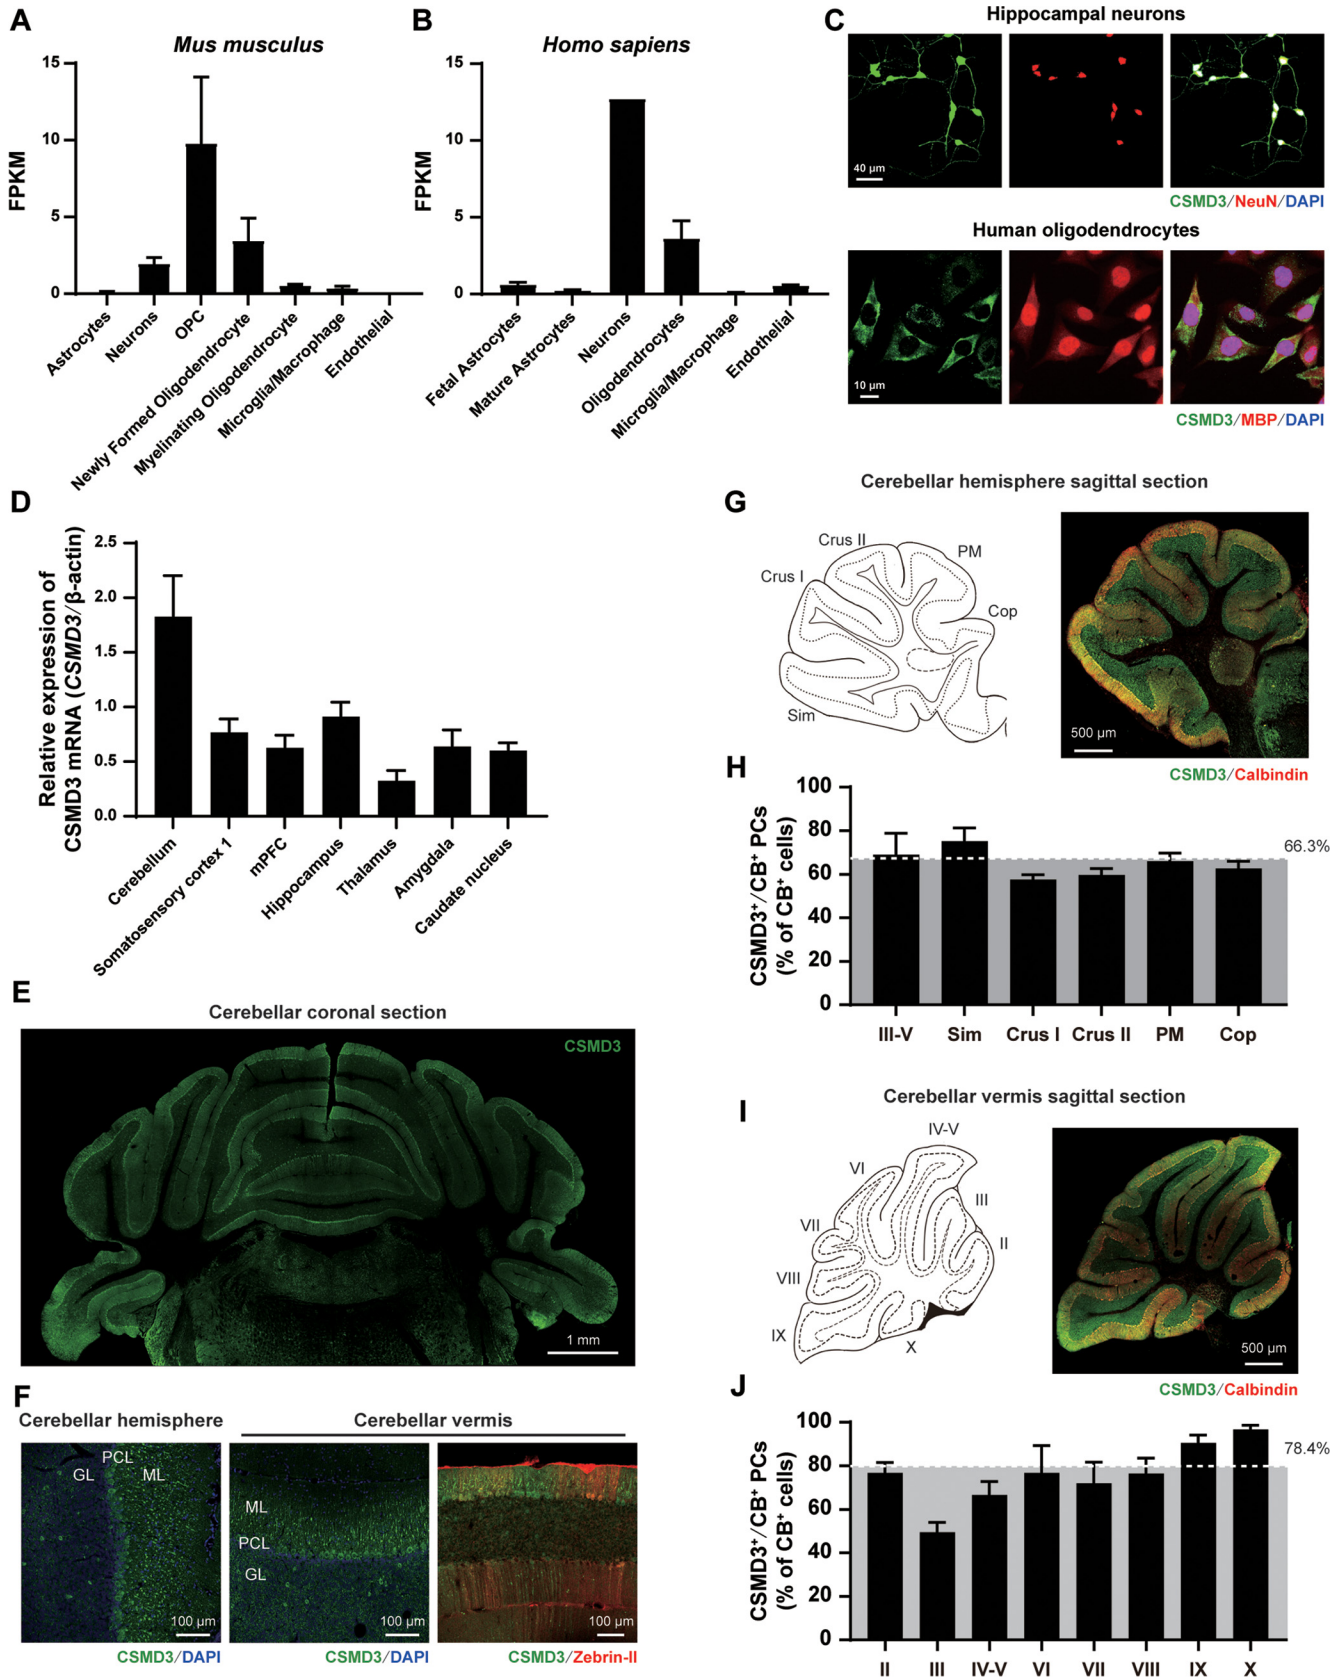 A
Mus musculus
FPKM
15
10
5
0
Astrocytes
Neurons
OPC
Newly Formed Oligodendrocyte
Myelinating Oligodendrocyte
Microglia/Macrophage
Endothelial
B
Homo sapiens
FPKM
15
10
5
0
Fetal Astrocytes
Mature Astrocytes
Neurons
Oligodendrocytes
Microglia/Macrophage
Endothelial
C
Hippocampal neurons
40 µm
CSMD3/NeuN/DAPI
Human oligodendrocytes
10 µm
CSMD3/MBP/DAPI
D
Relative expression of
CSMD3 mRNA (CSMD3/β-actin)
2.5
2.0
1.5
1.0
0.5
0.0
Cerebellum
Somatosensory cortex 1
mPFC
Hippocampus
Thalamus
Amygdala
Caudate nucleus
E
Cerebellar coronal section
CSMD3
1 mm
F
Cerebellar hemisphere
Cerebellar vermis
PCL
GL
ML
100 µm
ML
PCL
GL
100 µm
100 µm
CSMD3/DAPI
CSMD3/DAPI
CSMD3/Zebrin-II
G
Cerebellar hemisphere sagittal section
Crus II
PM
Crus I
Cop
Sim
500 µm
CSMD3/Calbindin
H
CSMD3+/CB+ PCs
(% of CB+ cells)
100
80
60
40
20
0
66.3%
III-V
Sim
Crus I
Crus II
PM
Cop
I
Cerebellar vermis sagittal section
IV-V
VI
III
VII
II
VIII
IX
X
500 µm
CSMD3/Calbindin
J
CSMD3+/CB+ PCs
(% of CB+ cells)
100
80
60
40
20
0
78.4%
II
III
IV-V
VI
VII
VIII
IX
X